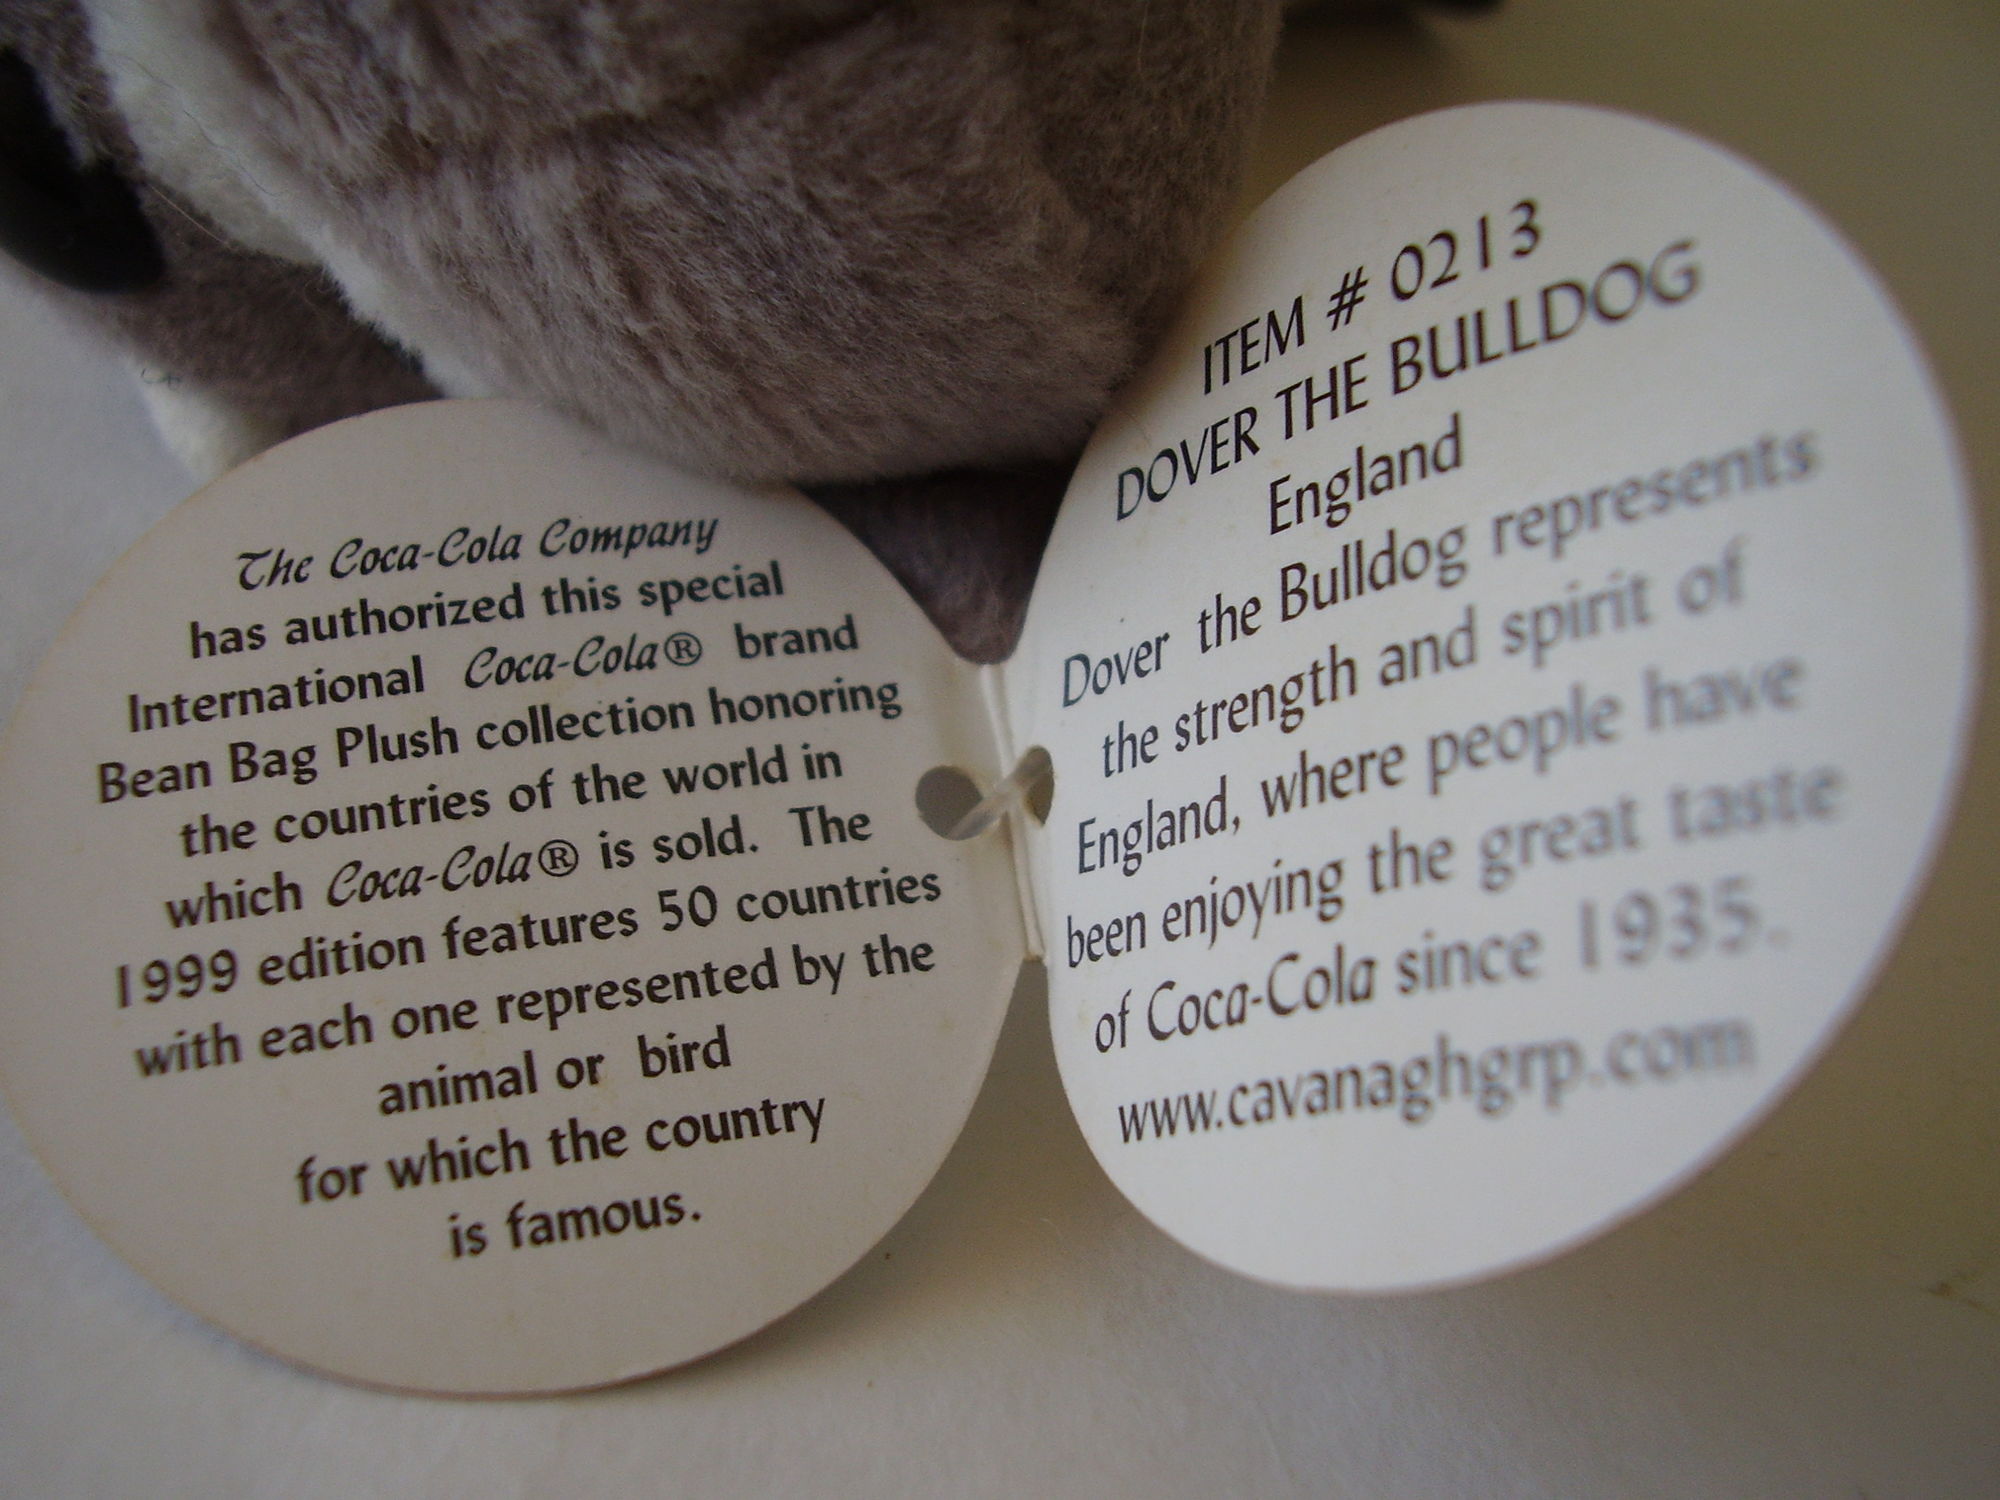 The Coca-Cola Company
has authorized this special
International Coca-Cola® brand
Bean Bag Plush collection honoring
the countries of the world in
which Coca-Cola® is sold. The
1999 edition features 50 countries
with each one represented by the
animal or bird
for which the country
is famous.
ITEM # 0213
DOVER THE BULLDOG
England
Dover the Bulldog represents
the strength and spirit of
England, where people have
been enjoying the great taste
of Coca-Cola since 1935.
www.cavanaghgrp.com